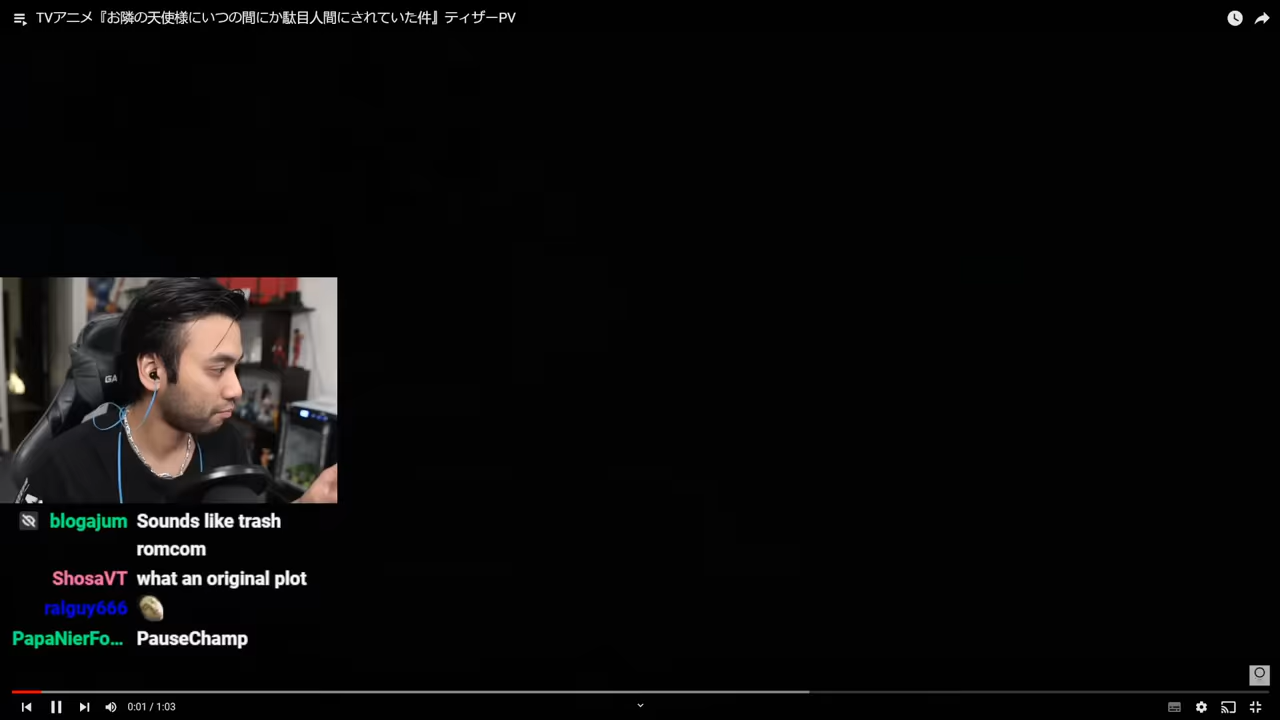 TVアニメ『お隣の天使様にいつの間にか駄目人間にされていた件』ティザーPV
GA
blogajum Sounds like trash
romcom
ShosaVT what an original plot
ralguy666
PapaNierFo... PauseChamp
0:01 / 1:03